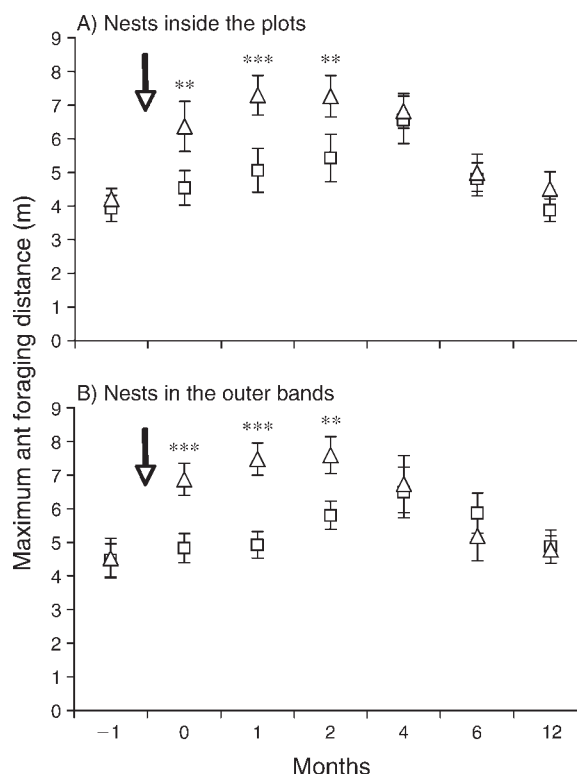 A) Nests inside the plots
9
8
7
6
5
4
3
2
1
0
** *** **
Maximum ant foraging distance (m)
B) Nests in the outer bands
9
8
7
6
5
4
3
2
1
0
*** *** **
−1 0 1 2 4 6 12
Months